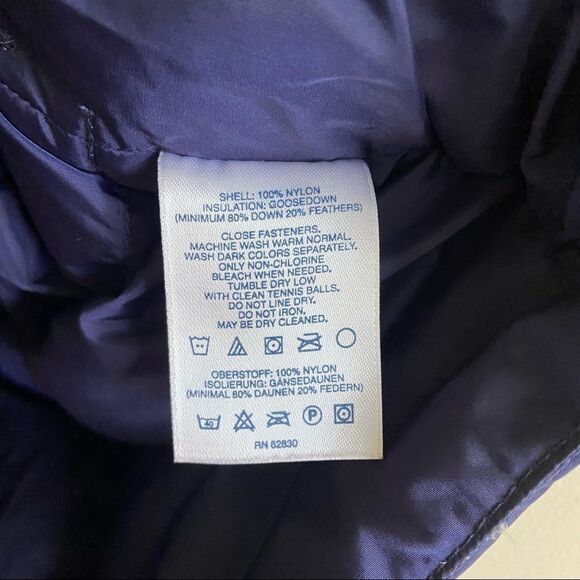 SHELL: 100% NYLON
INSULATION: GOOSEDOWN
(MINIMUM 80% DOWN 20% FEATHERS)
CLOSE FASTENERS.
MACHINE WASH WARM NORMAL.
WASH DARK COLORS SEPARATELY.
ONLY NON-CHLORINE
BLEACH WHEN NEEDED.
TUMBLE DRY LOW
WITH CLEAN TENNIS BALLS.
DO NOT LINE DRY.
DO NOT IRON.
MAY BE DRY CLEANED.
OBERSTOFF: 100% NYLON
ISOLIERUNG: GÄNSEDAUNEN
(MINIMAL 80% DAUNEN 20% FEDERN)
40 P
RN 62830